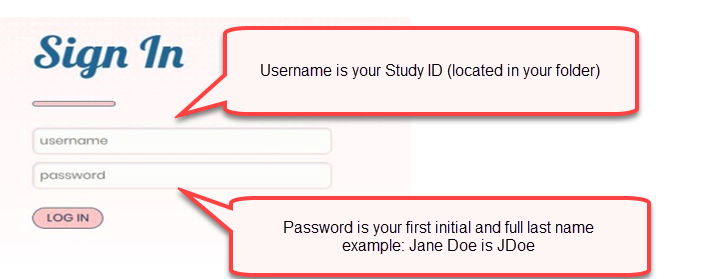 Sign In
Username is your Study ID (located in your folder)
username
password
LOG IN
Password is your first initial and full last name
example: Jane Doe is JDoe